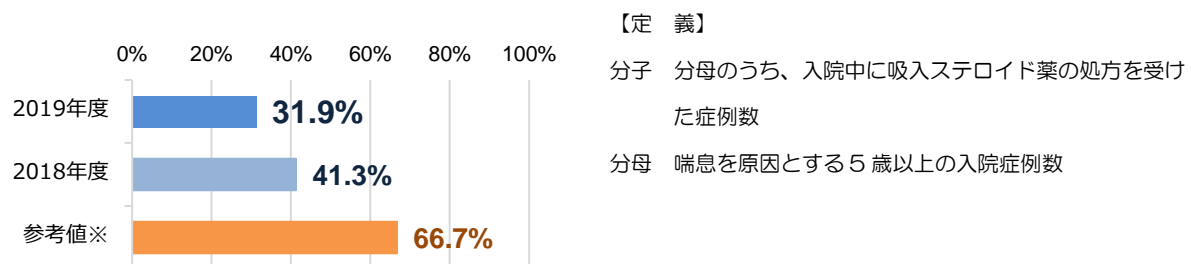 0% 20% 40% 60% 80% 100%
2019年度 31.9%
2018年度 41.3%
参考値※ 66.7%
【定　義】
分子　分母のうち、入院中に吸入ステロイド薬の処方を受け
た症例数
分母　喘息を原因とする５歳以上の入院症例数